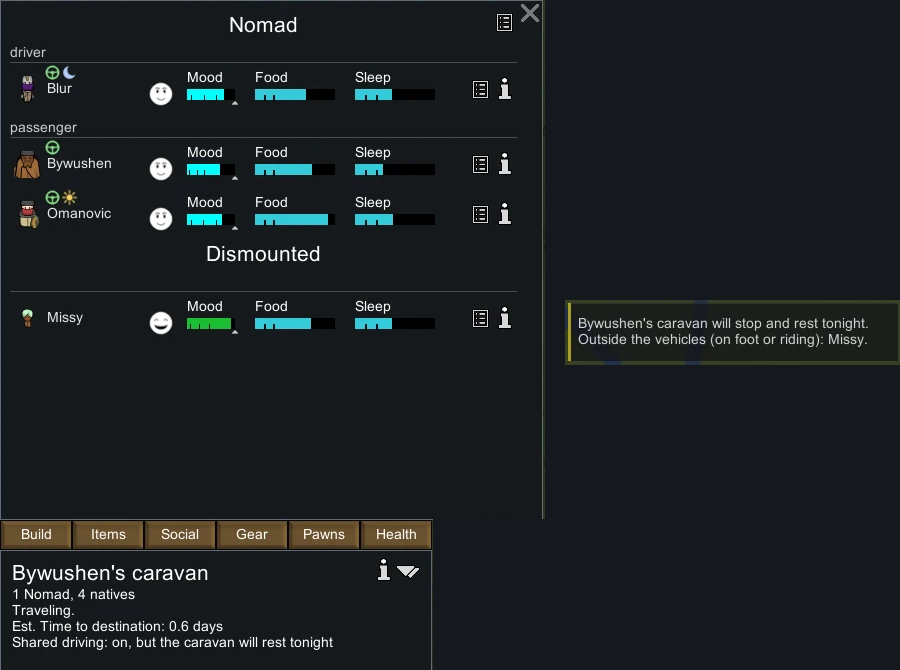 Nomad
driver
Blur
Mood Food Sleep
passenger
Bywushen
Mood Food Sleep
Omanovic
Mood Food Sleep
Dismounted
Missy
Mood Food Sleep
Bywushen's caravan will stop and rest tonight.
Outside the vehicles (on foot or riding): Missy.
Build Items Social Gear Pawns Health
Bywushen's caravan
1 Nomad, 4 natives
Traveling.
Est. Time to destination: 0.6 days
Shared driving: on, but the caravan will rest tonight